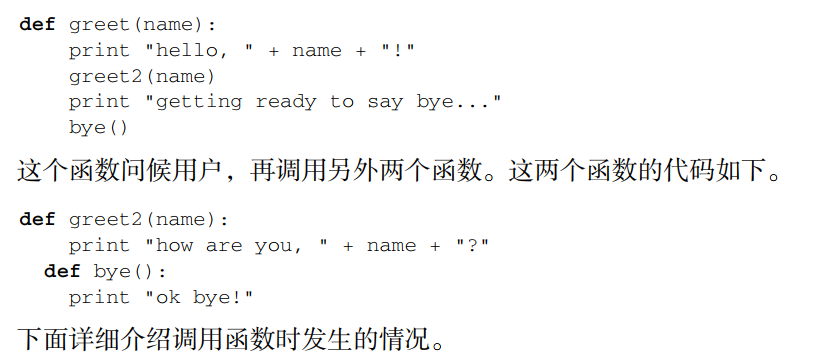 def greet(name):
    print "hello, " + name + "!"
    greet2(name)
    print "getting ready to say bye..."
    bye()
这个函数问候用户，再调用另外两个函数。这两个函数的代码如下。
def greet2(name):
    print "how are you, " + name + "?"
  def bye():
    print "ok bye!"
下面详细介绍调用函数时发生的情况。